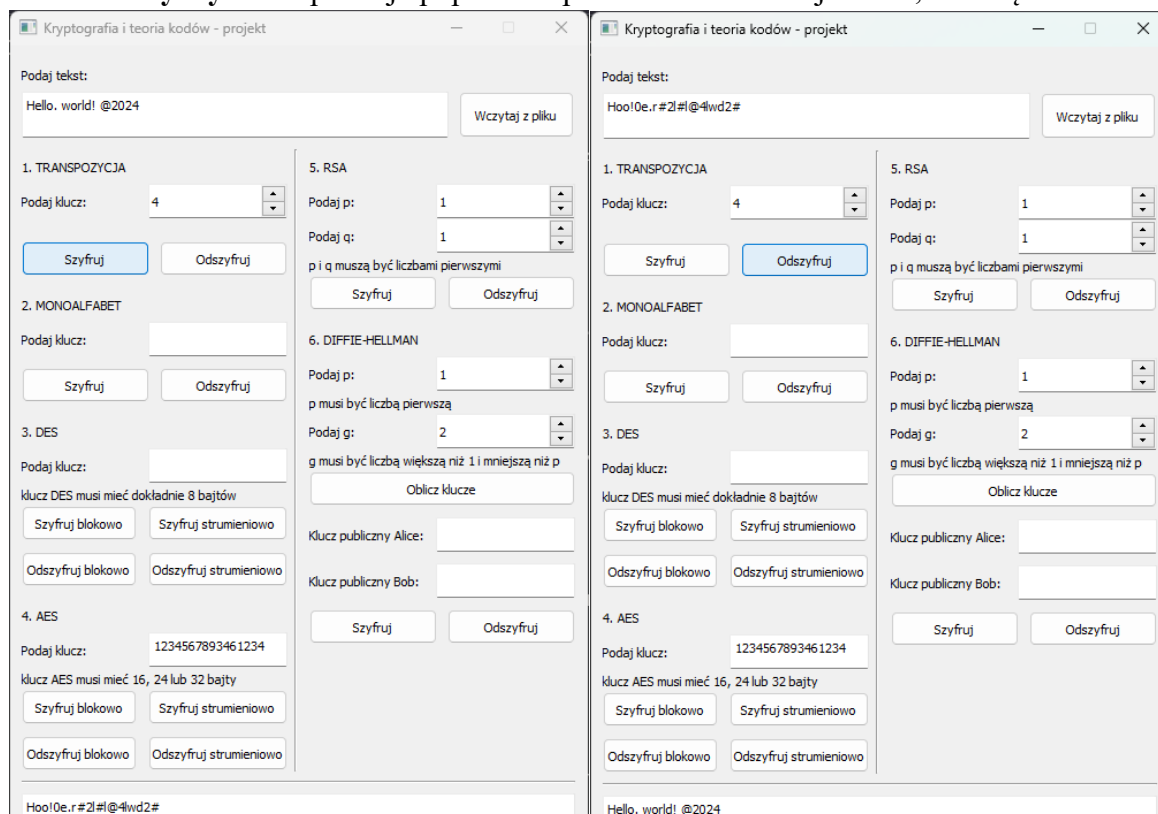 Kryptografia i teoria kodów - projekt
Podaj tekst:
Hello. world! @2024
Wczytaj z pliku
1. TRANSPOZYCJA
Podaj klucz: 4
Szyfruj Odszyfruj
2. MONOALFABET
Podaj klucz:
Szyfruj Odszyfruj
3. DES
Podaj klucz:
klucz DES musi mieć dokładnie 8 bajtów
Szyfruj blokowo Szyfruj strumieniowo
Odszyfruj blokowo Odszyfruj strumieniowo
4. AES
Podaj klucz: 1234567893461234
klucz AES musi mieć 16, 24 lub 32 bajty
Szyfruj blokowo Szyfruj strumieniowo
Odszyfruj blokowo Odszyfruj strumieniowo
5. RSA
Podaj p: 1
Podaj q: 1
p i q muszą być liczbami pierwszymi
Szyfruj Odszyfruj
6. DIFFIE-HELLMAN
Podaj p: 1
p musi być liczbą pierwszą
Podaj g: 2
g musi być liczbą większą niż 1 i mniejszą niż p
Oblicz klucze
Klucz publiczny Alice:
Klucz publiczny Bob:
Szyfruj Odszyfruj
Hoo!0e.r#2l#l@4lwd2#
Kryptografia i teoria kodów - projekt
Podaj tekst:
Hoo!0e.r#2l#l@4lwd2#
Wczytaj z pliku
1. TRANSPOZYCJA
Podaj klucz: 4
Szyfruj Odszyfruj
2. MONOALFABET
Podaj klucz:
Szyfruj Odszyfruj
3. DES
Podaj klucz:
klucz DES musi mieć dokładnie 8 bajtów
Szyfruj blokowo Szyfruj strumieniowo
Odszyfruj blokowo Odszyfruj strumieniowo
4. AES
Podaj klucz: 1234567893461234
klucz AES musi mieć 16, 24 lub 32 bajty
Szyfruj blokowo Szyfruj strumieniowo
Odszyfruj blokowo Odszyfruj strumieniowo
5. RSA
Podaj p: 1
Podaj q: 1
p i q muszą być liczbami pierwszymi
Szyfruj Odszyfruj
6. DIFFIE-HELLMAN
Podaj p: 1
p musi być liczbą pierwszą
Podaj g: 2
g musi być liczbą większą niż 1 i mniejszą niż p
Oblicz klucze
Klucz publiczny Alice:
Klucz publiczny Bob:
Szyfruj Odszyfruj
Hello. world! @2024